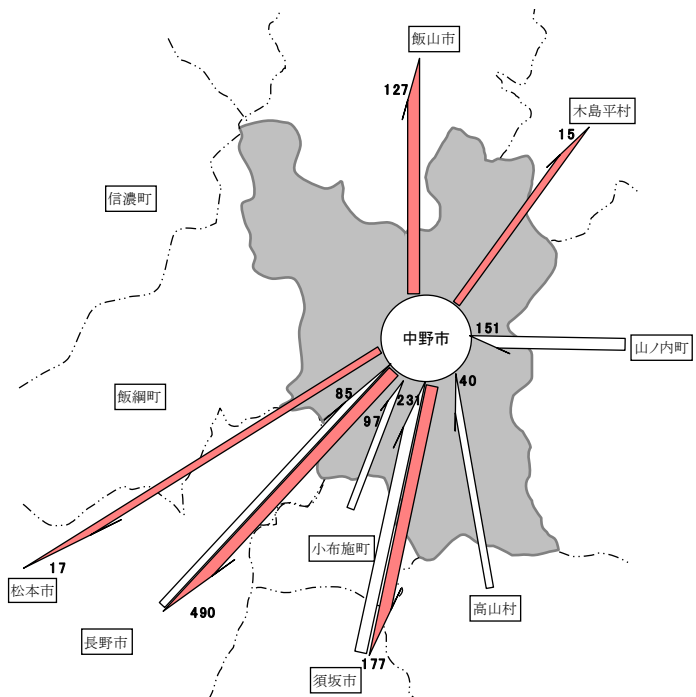 飯山市
127
木島平村
15
信濃町
中野市
151
山ノ内町
飯綱町
85
231
40
97
小布施町
17
松本市
高山村
490
長野市
177
須坂市